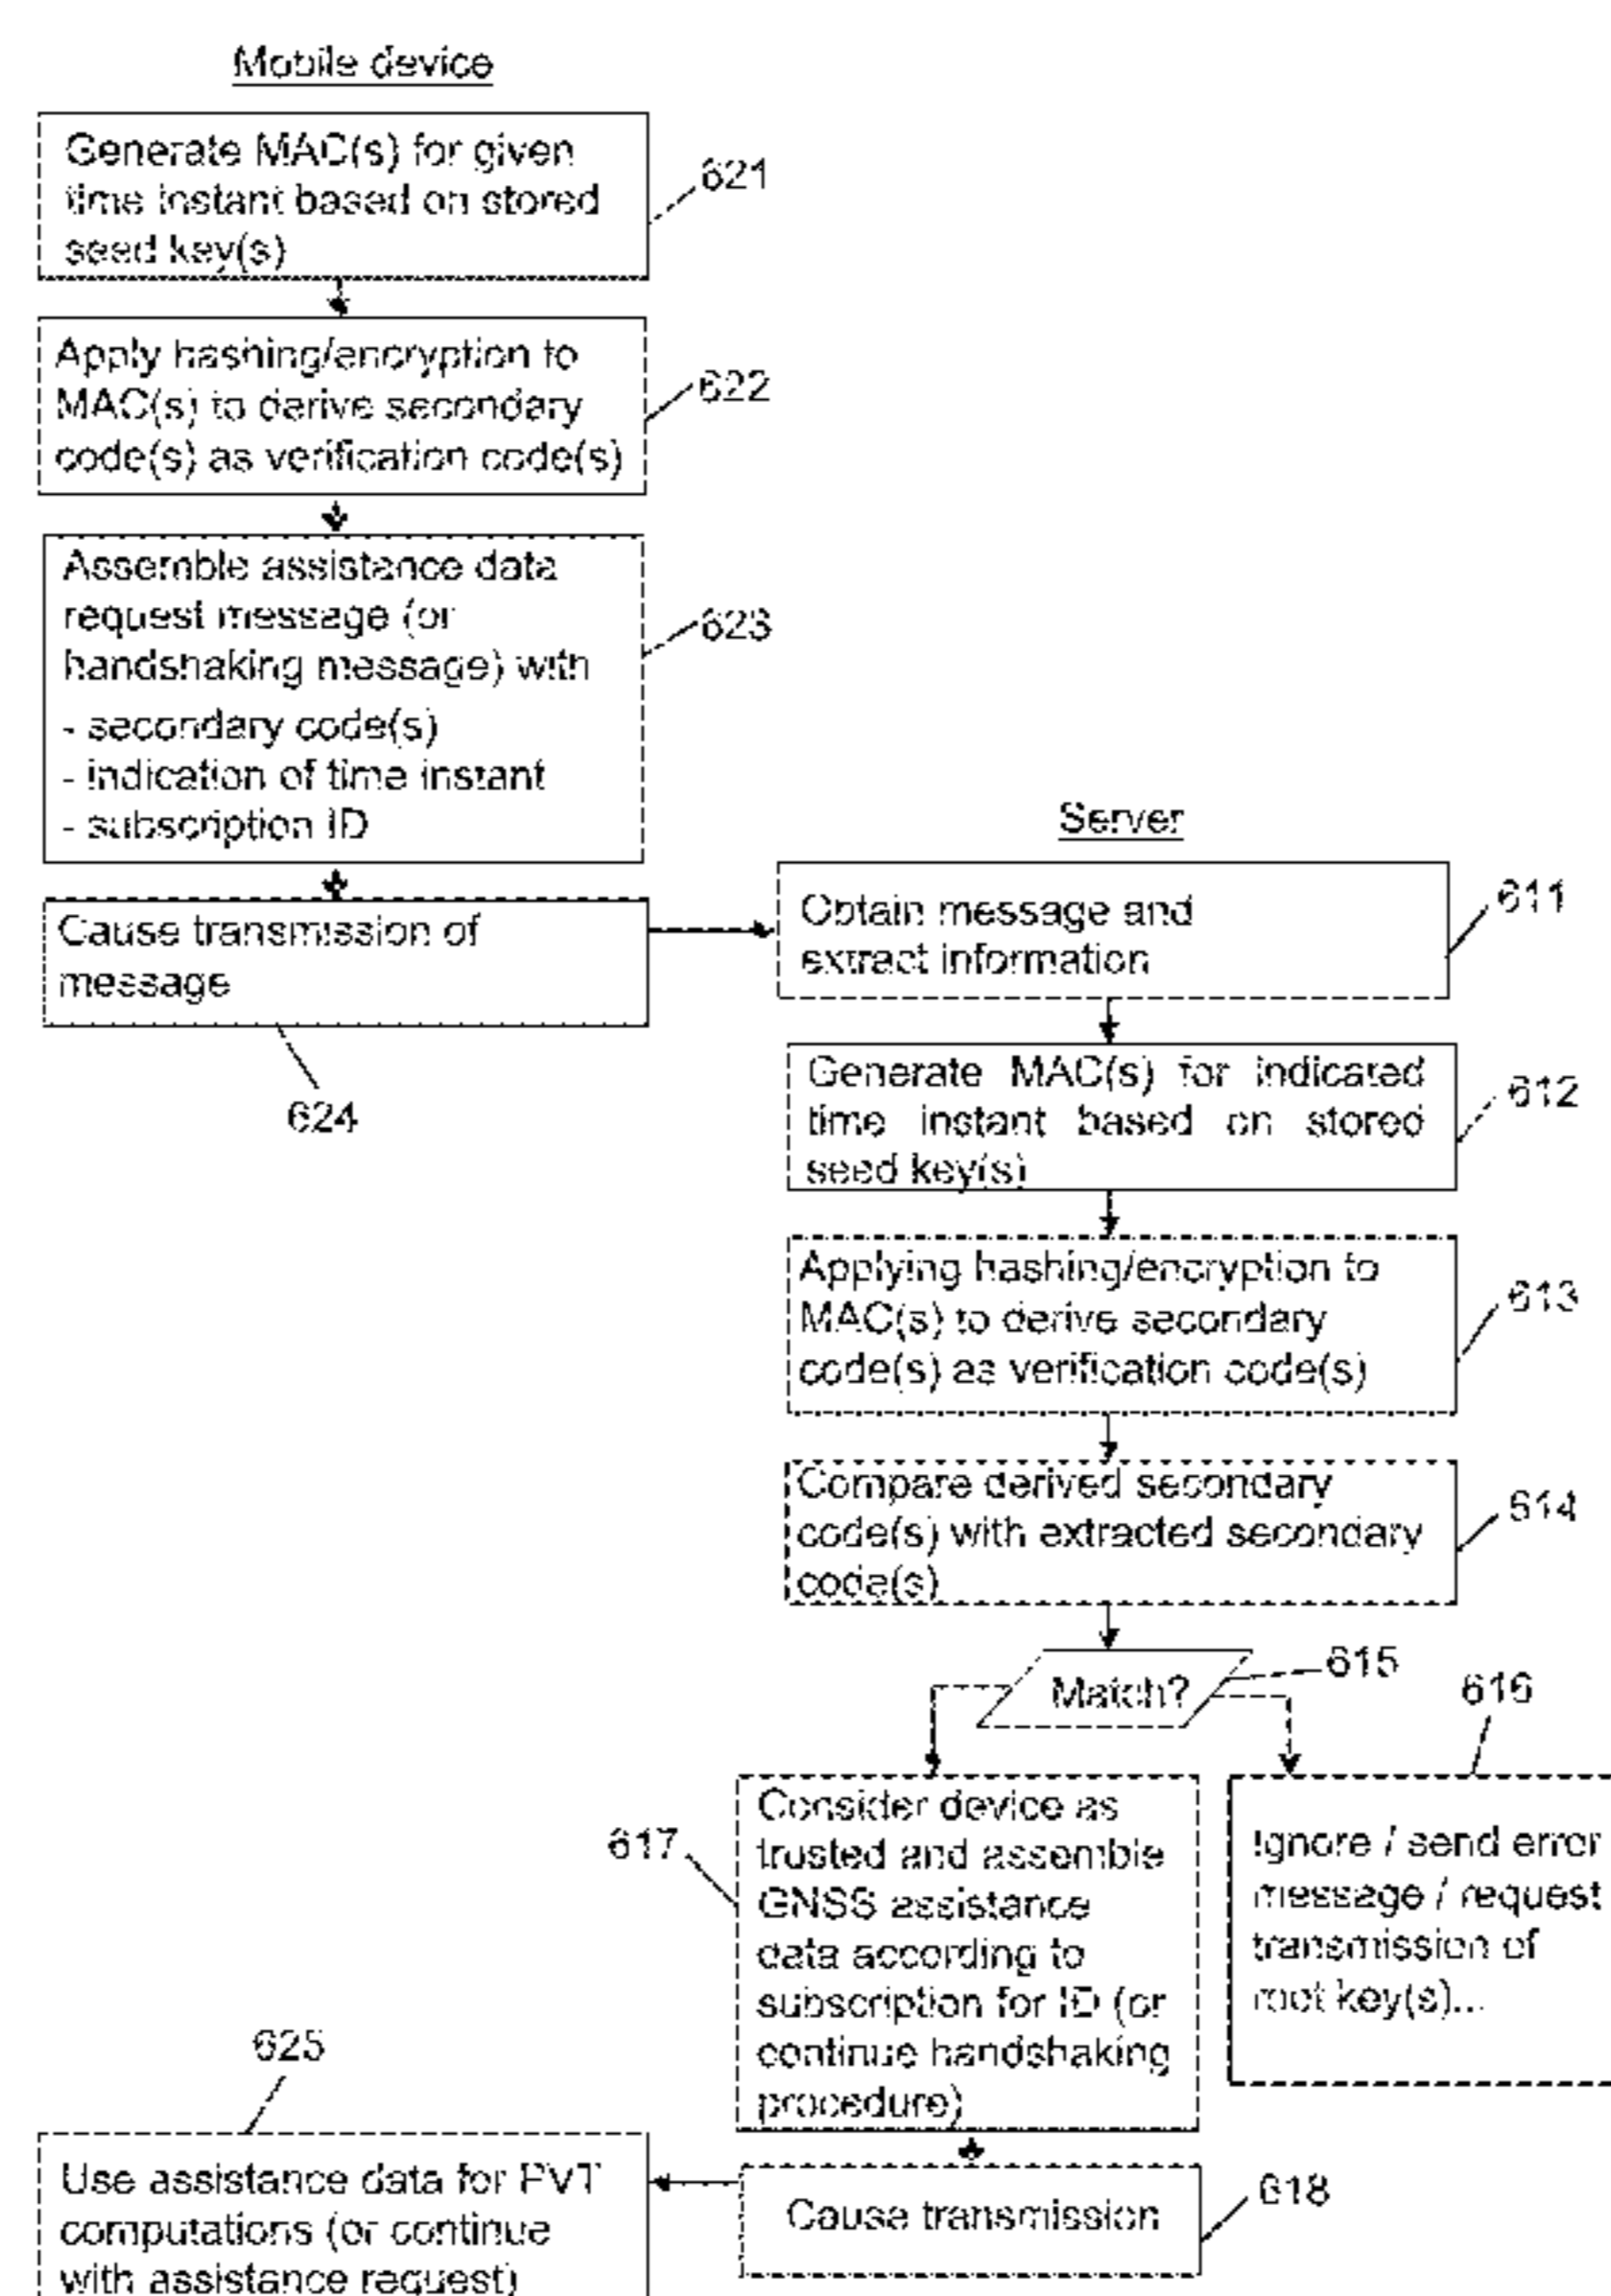 Mobile device
Generate MAC(s) for given
time instant based on stored
seed key(s)
621
Apply hashing/encryption to
MAC(s) to derive secondary
code(s) as verification code(s)
622
Assemble assistance data
request message (or
handshaking message) with
- secondary code(s)
- indication of time instant
- subscription ID
623
Cause transmission of
message
624
Server
Obtain message and
extract information
611
Generate MAC(s) for indicated
time instant based on stored
seed key(s)
612
Applying hashing/encryption to
MAC(s) to derive secondary
code(s) as verification code(s)
613
Compare derived secondary
code(s) with extracted secondary
code(s)
614
Match?
615
616
Consider device as
trusted and assemble
GNSS assistance
data according to
subscription for ID (or
continue handshaking
procedure)
617
Ignore / send error
message / request
transmission of
root key(s)...
Cause transmission
618
625
Use assistance data for PVT
computations (or continue
with assistance request)